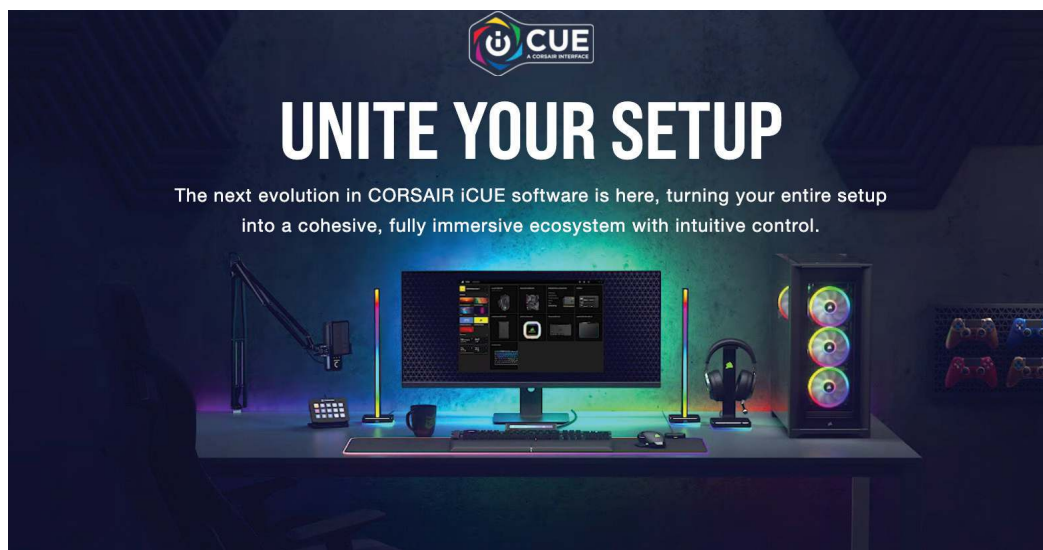 iCUE
A CORSAIR INTERFACE
UNITE YOUR SETUP
The next evolution in CORSAIR iCUE software is here, turning your entire setup
into a cohesive, fully immersive ecosystem with intuitive control.